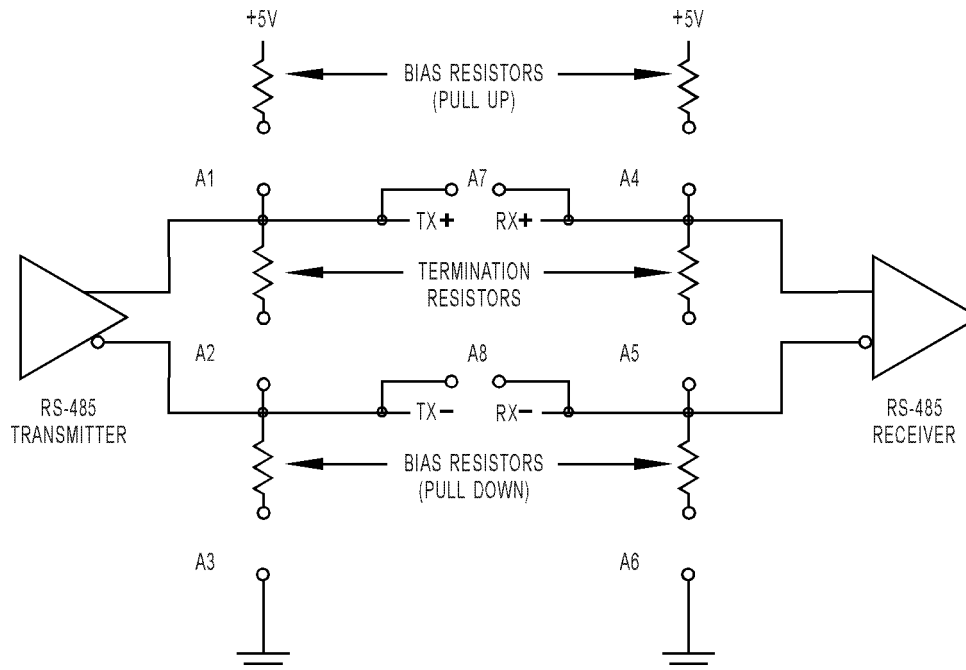 +5V
+5V
BIAS RESISTORS
(PULL UP)
A1
A7
A4
TX+
RX+
TERMINATION
RESISTORS
A2
A8
A5
TX-
RX-
RS-485
TRANSMITTER
RS-485
RECEIVER
BIAS RESISTORS
(PULL DOWN)
A3
A6